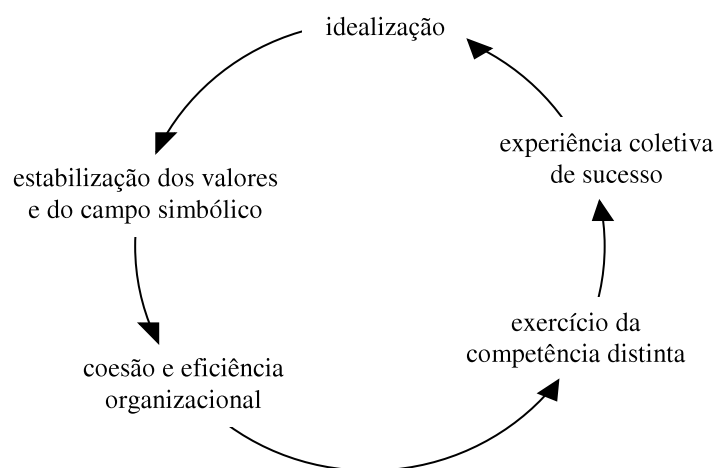 idealização
estabilização dos valores
e do campo simbólico
coesão e eficiência
organizacional
exercício da
competência distinta
experiência coletiva
de sucesso